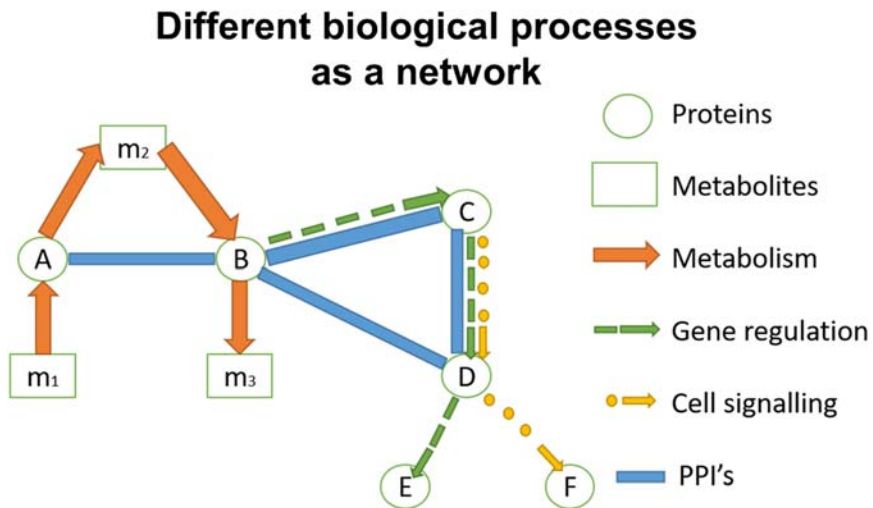 Different biological processes
as a network
m₂
A
B
C
m₁
m₃
D
E
F
Proteins
Metabolites
Metabolism
Gene regulation
Cell signalling
PPI's